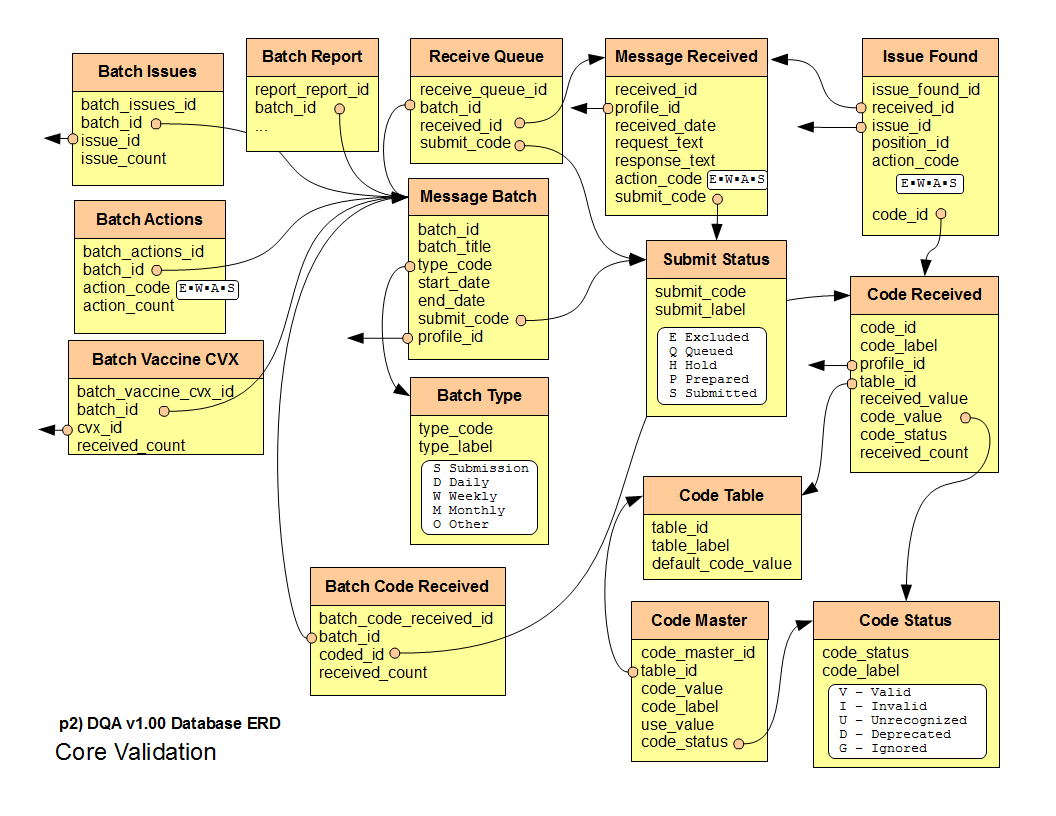 Batch Issues
batch_issues_id
batch_id
issue_id
issue_count
Batch Report
report_report_id
batch_id
...
Receive Queue
receive_queue_id
batch_id
received_id
submit_code
Message Received
received_id
profile_id
received_date
request_text
response_text
action_code E▪W▪A▪S
submit_code
Issue Found
issue_found_id
received_id
issue_id
position_id
action_code
E▪W▪A▪S
code_id
Batch Actions
batch_actions_id
batch_id
action_code E▪W▪A▪S
action_count
Message Batch
batch_id
batch_title
type_code
start_date
end_date
submit_code
profile_id
Submit Status
submit_code
submit_label
E Excluded
Q Queued
H Hold
P Prepared
S Submitted
Code Received
code_id
code_label
profile_id
table_id
received_value
code_value
code_status
received_count
Batch Vaccine CVX
batch_vaccine_cvx_id
batch_id
cvx_id
received_count
Batch Type
type_code
type_label
S Submission
D Daily
W Weekly
M Monthly
O Other
Code Table
table_id
table_label
default_code_value
Batch Code Received
batch_code_received_id
batch_id
coded_id
received_count
Code Master
code_master_id
table_id
code_value
code_label
use_value
code_status
Code Status
code_status
code_label
V – Valid
I – Invalid
U – Unrecognized
D – Deprecated
G – Ignored
p2) DQA v1.00 Database ERD
Core Validation